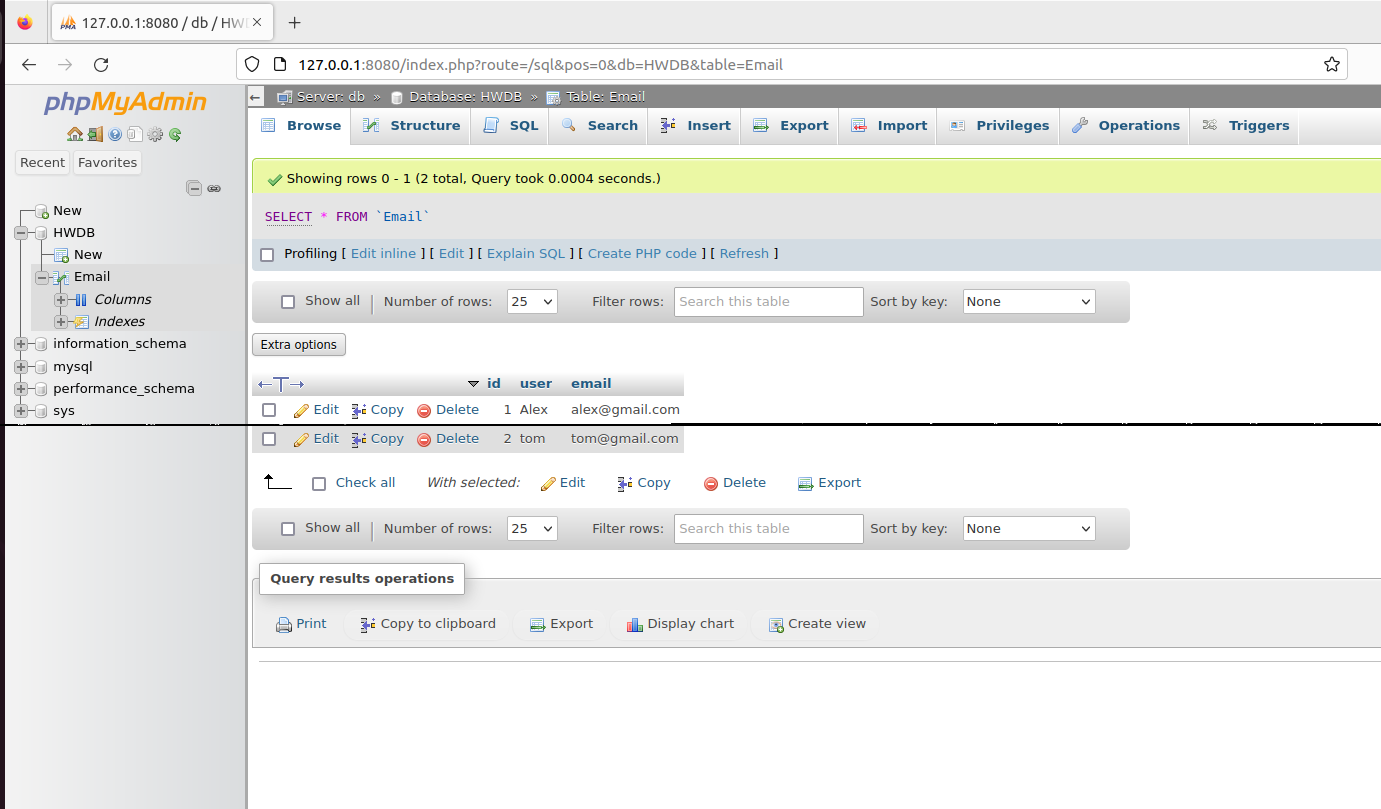 127.0.0.1:8080 / db / HW
127.0.0.1:8080/index.php?route=/sql&pos=0&db=HWDB&table=Email
phpMyAdmin
Recent Favorites
New
HWDB
New
Email
Columns
Indexes
information_schema
mysql
performance_schema
sys
Server: db » Database: HWDB » Table: Email
Browse Structure SQL Search Insert Export Import Privileges Operations Triggers
Showing rows 0 - 1 (2 total, Query took 0.0004 seconds.)
SELECT * FROM `Email`
Profiling [ Edit inline ] [ Edit ] [ Explain SQL ] [ Create PHP code ] [ Refresh ]
Show all Number of rows: 25 Filter rows: Search this table Sort by key: None
Extra options
id user email
Edit Copy Delete 1 Alex alex@gmail.com
Edit Copy Delete 2 tom tom@gmail.com
Check all With selected: Edit Copy Delete Export
Show all Number of rows: 25 Filter rows: Search this table Sort by key: None
Query results operations
Print Copy to clipboard Export Display chart Create view